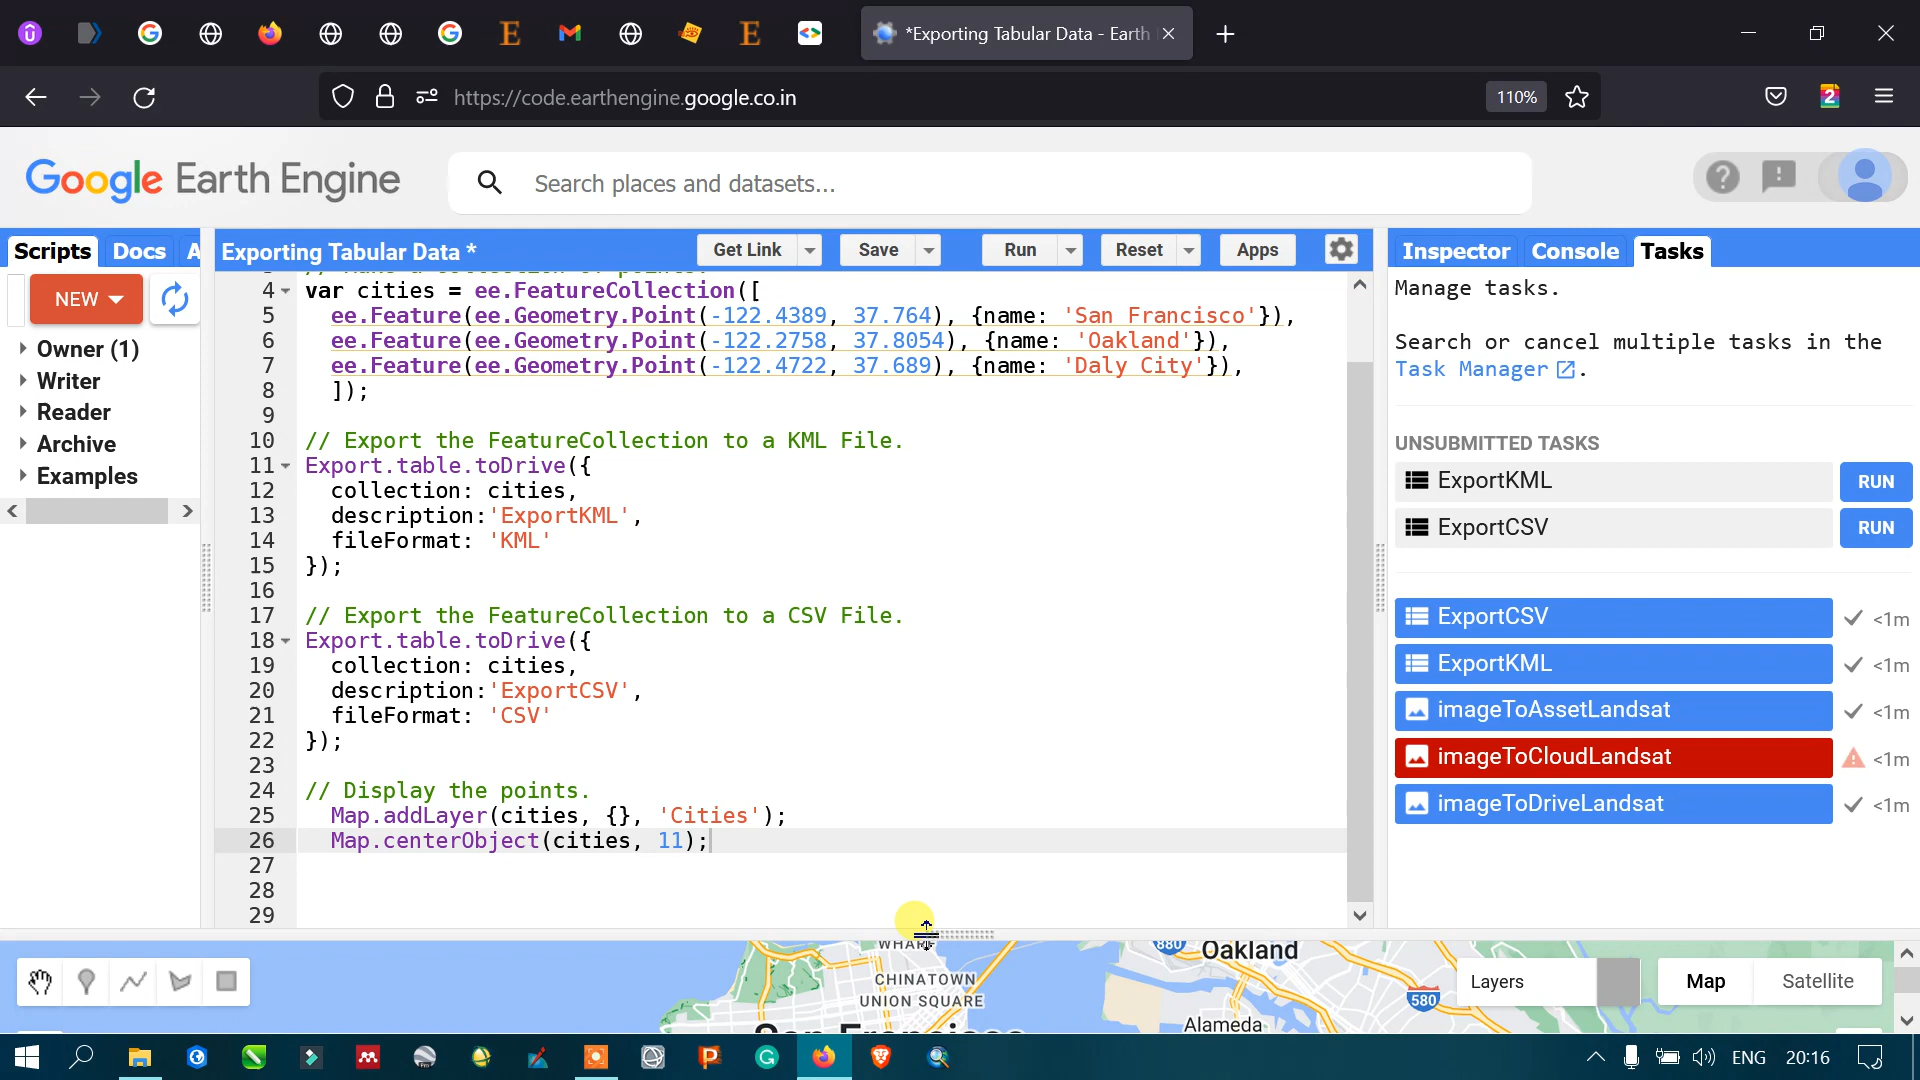 *Exporting Tabular Data - Earth
https://code.earthengine.google.co.in
110%
2
Google Earth Engine
Search places and datasets...
Scripts
Docs
A
Exporting Tabular Data *
Get Link
Save
Run
Reset
Apps
Inspector
Console
Tasks
NEW
Owner (1)
Writer
Reader
Archive
Examples
4 var cities = ee.FeatureCollection([
5 ee.Feature(ee.Geometry.Point(-122.4389, 37.764), {name: 'San Francisco'}),
6 ee.Feature(ee.Geometry.Point(-122.2758, 37.8054), {name: 'Oakland'}),
7 ee.Feature(ee.Geometry.Point(-122.4722, 37.689), {name: 'Daly City'}),
8 ]);
9
10 // Export the FeatureCollection to a KML File.
11 Export.table.toDrive({
12 collection: cities,
13 description:'ExportKML',
14 fileFormat: 'KML'
15 });
16
17 // Export the FeatureCollection to a CSV File.
18 Export.table.toDrive({
19 collection: cities,
20 description:'ExportCSV',
21 fileFormat: 'CSV'
22 });
23
24 // Display the points.
25 Map.addLayer(cities, {}, 'Cities');
26 Map.centerObject(cities, 11);
27
28
29
Manage tasks.
Search or cancel multiple tasks in the
Task Manager .
UNSUBMITTED TASKS
ExportKML RUN
ExportCSV RUN
ExportCSV <1m
ExportKML <1m
imageToAssetLandsat <1m
imageToCloudLandsat <1m
imageToDriveLandsat <1m
CHINATOWN
UNION SQUARE
San Francisco
880
Oakland
580
Alameda
Layers
Map
Satellite
ENG
20:16